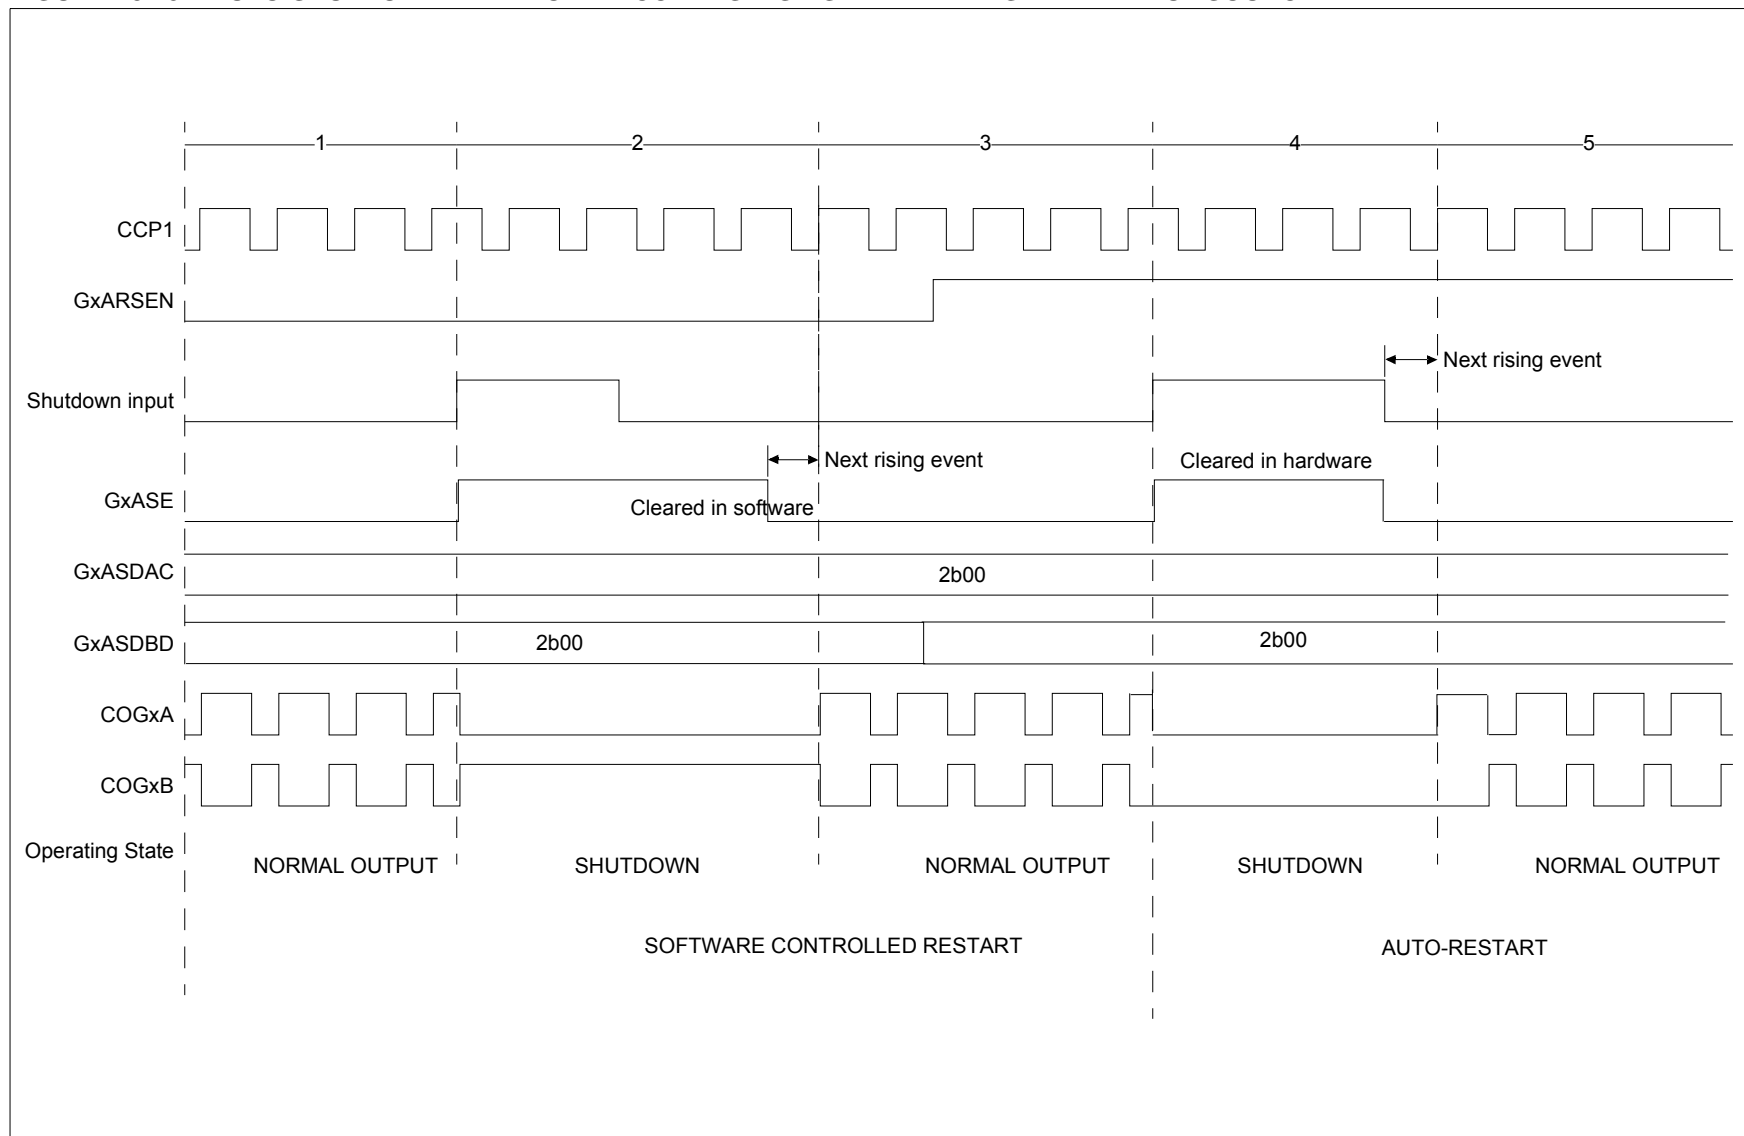 1 2 3 4 5
CCP1
GxARSEN
Next rising event
Shutdown input
Next rising event
Cleared in hardware
GxASE
Cleared in software
GxASDAC
2b00
GxASDBD
2b00
2b00
COGxA
COGxB
Operating State
NORMAL OUTPUT
SHUTDOWN
NORMAL OUTPUT
SHUTDOWN
NORMAL OUTPUT
SOFTWARE CONTROLLED RESTART
AUTO-RESTART